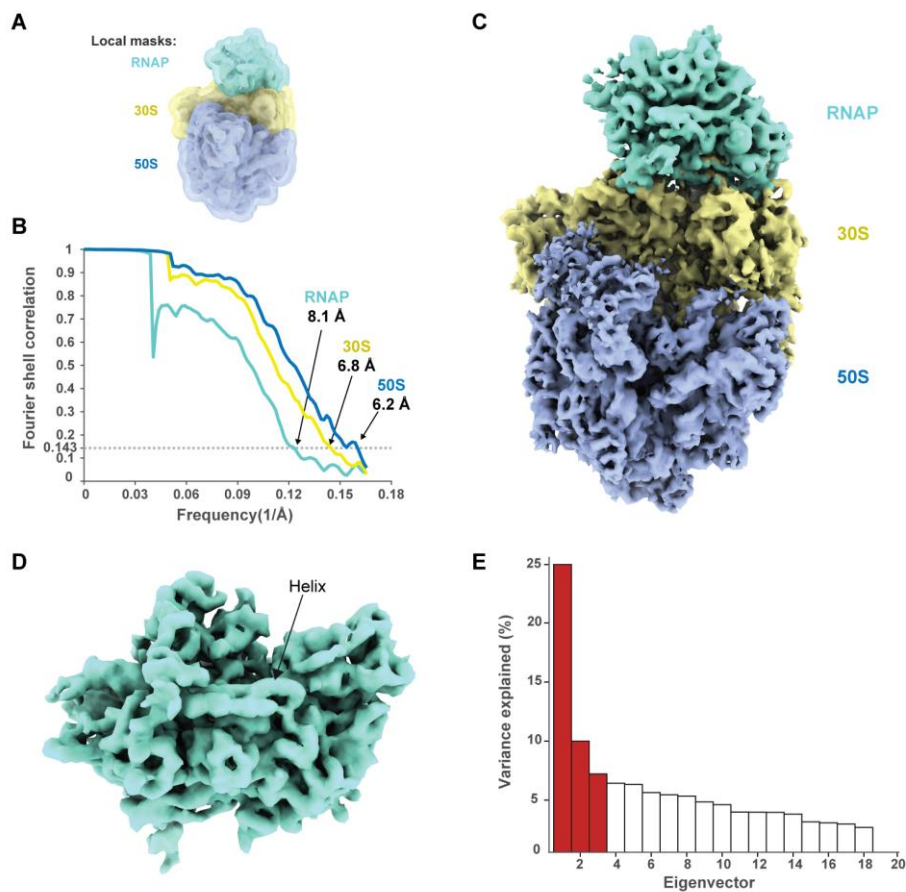 A
Local masks:
RNAP
30S
50S
B
1
0.9
0.8
0.7
0.6
0.5
0.4
0.3
0.2
0.143
0.1
0
Fourier shell correlation
RNAP
8.1 Å
30S
6.8 Å
50S
6.2 Å
0 0.03 0.06 0.09 0.12 0.15 0.18
Frequency(1/Å)
C
RNAP
30S
50S
D
Helix
E
25
20
15
10
5
0
Variance explained (%)
2 4 6 8 10 12 14 16 18 20
Eigenvector